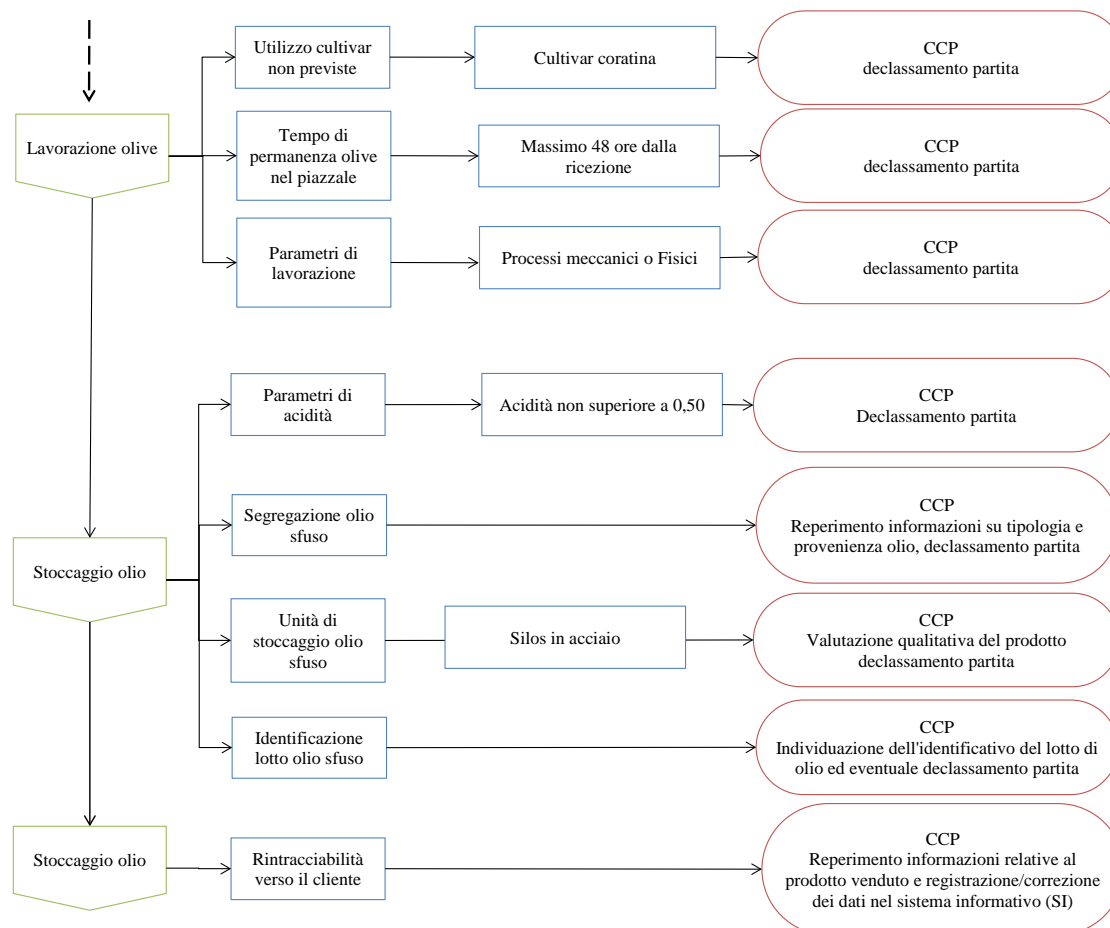 Utilizzo cultivar
non previste
Cultivar coratina
CCP
declassamento partita
Lavorazione olive
Tempo di
permanenza olive
nel piazzale
Massimo 48 ore dalla
ricezione
CCP
declassamento partita
Parametri di
lavorazione
Processi meccanici o Fisici
CCP
declassamento partita
Parametri di
acidità
Acidità non superiore a 0,50
CCP
Declassamento partita
Segregazione olio
sfuso
CCP
Reperimento informazioni su tipologia e
provenienza olio, declassamento partita
Stoccaggio olio
Unità di
stoccaggio olio
sfuso
Silos in acciaio
CCP
Valutazione qualitativa del prodotto
declassamento partita
Identificazione
lotto olio sfuso
CCP
Individuazione dell'identificativo del lotto di
olio ed eventuale declassamento partita
Stoccaggio olio
Rintracciabilità
verso il cliente
CCP
Reperimento informazioni relative al
prodotto venduto e registrazione/correzione
dei dati nel sistema informativo (SI)